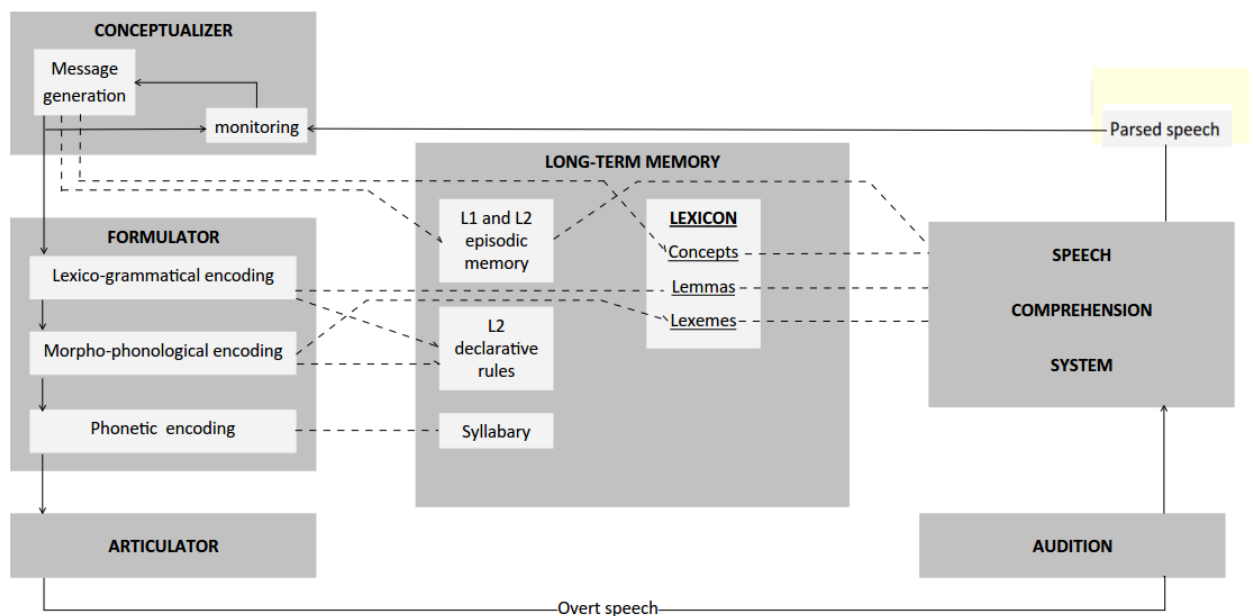 CONCEPTUALIZER
Message
generation
monitoring
Parsed speech
LONG-TERM MEMORY
L1 and L2
episodic
memory
LEXICON
Concepts
Lemmas
Lexemes
L2
declarative
rules
Syllabary
FORMULATOR
Lexico-grammatical encoding
Morpho-phonological encoding
Phonetic encoding
SPEECH
COMPREHENSION
SYSTEM
ARTICULATOR
AUDITION
Overt speech